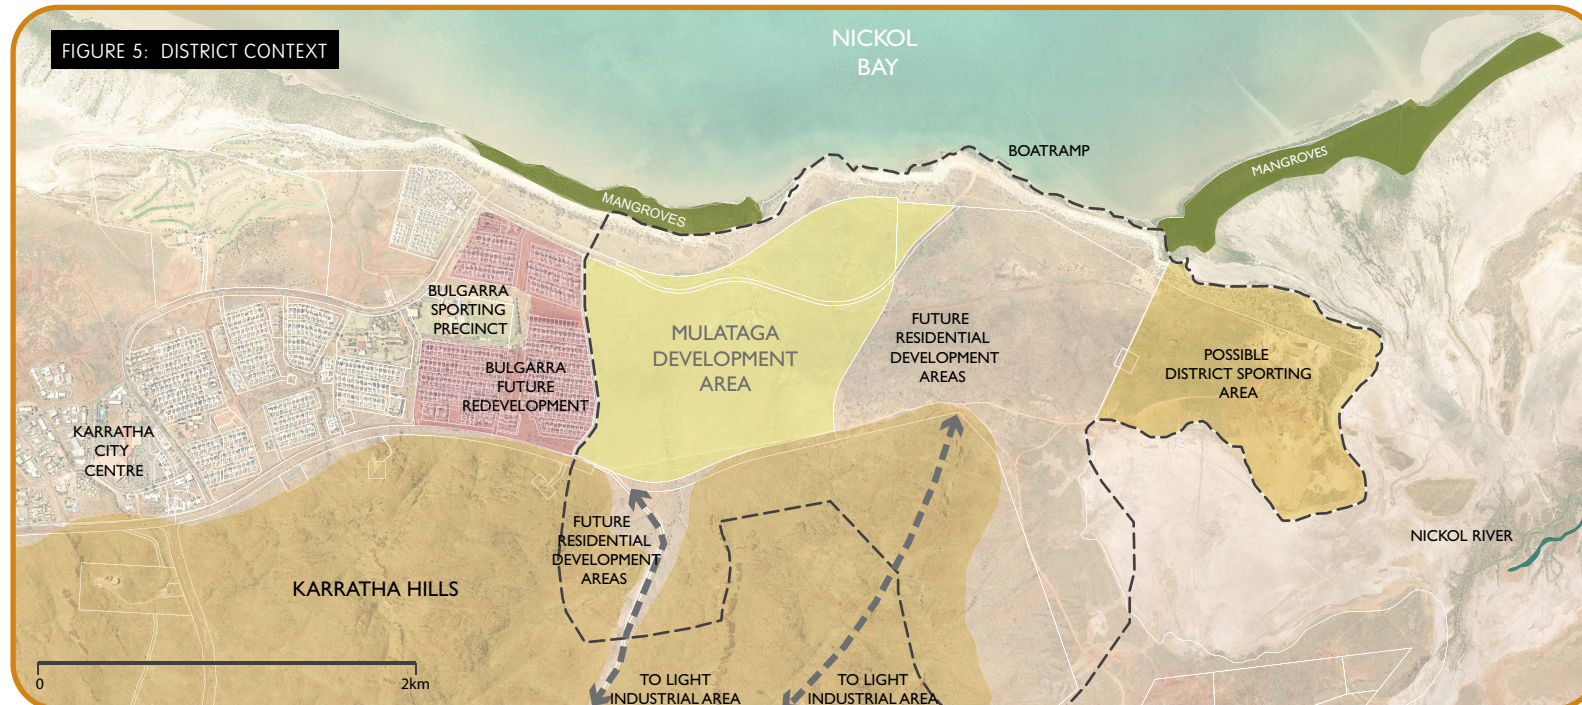 FIGURE 5: DISTRICT CONTEXT
NICKOL
BAY
BOATRAMP
MANGROVES
MANGROVES
BULGARRA
SPORTING
PRECINCT
MULATAGA
DEVELOPMENT
AREA
FUTURE
RESIDENTIAL
DEVELOPMENT
AREAS
POSSIBLE
DISTRICT SPORTING
AREA
BULGARRA
FUTURE
REDEVELOPMENT
KARRATHA
CITY
CENTRE
FUTURE
RESIDENTIAL
DEVELOPMENT
AREAS
NICKOL RIVER
KARRATHA HILLS
TO LIGHT
INDUSTRIAL AREA
TO LIGHT
INDUSTRIAL AREA
0
2km